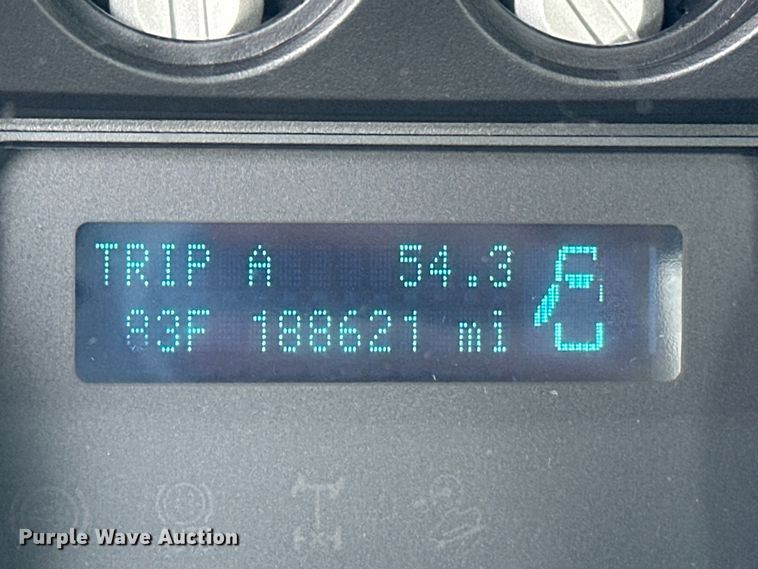 TRIP A 54.3
83F 188621 mi
4X4
Purple Wave Auction